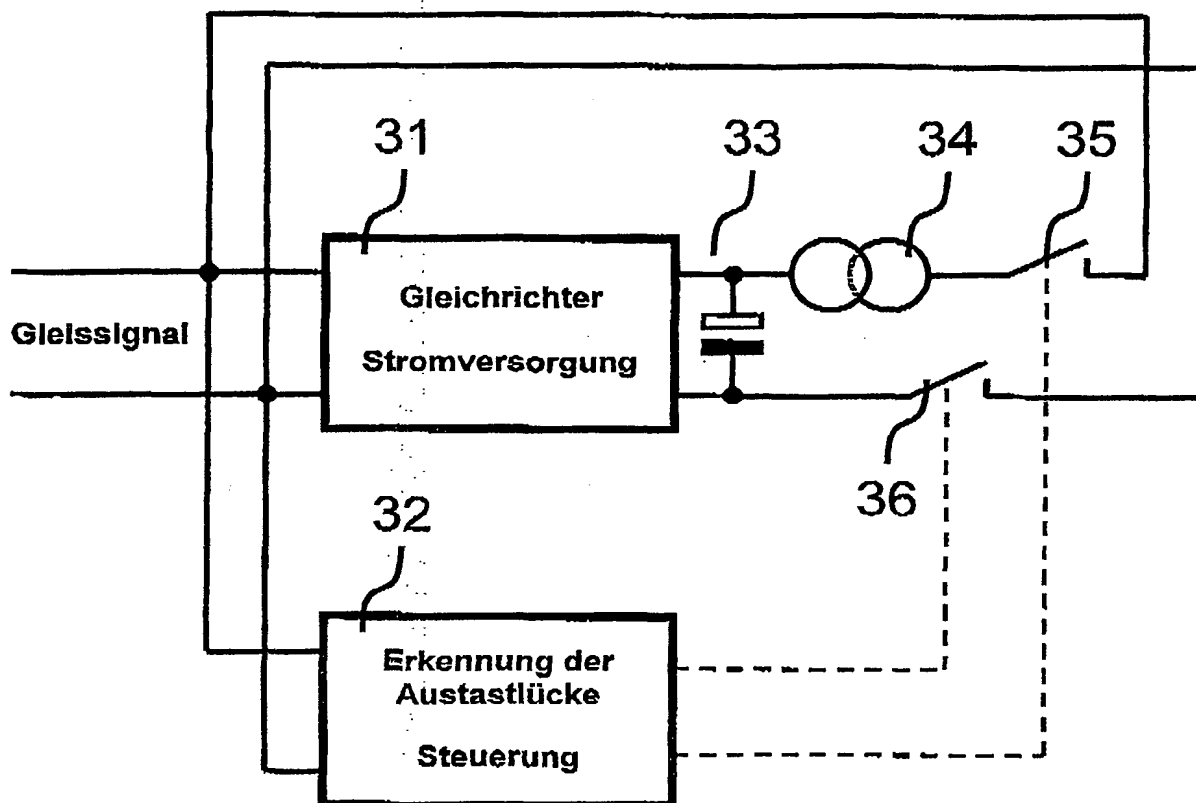 31
33
34
35
Gleichrichter
Gleissignal
Stromversorgung
36
32
Erkennung der
Austastlücke
Steuerung